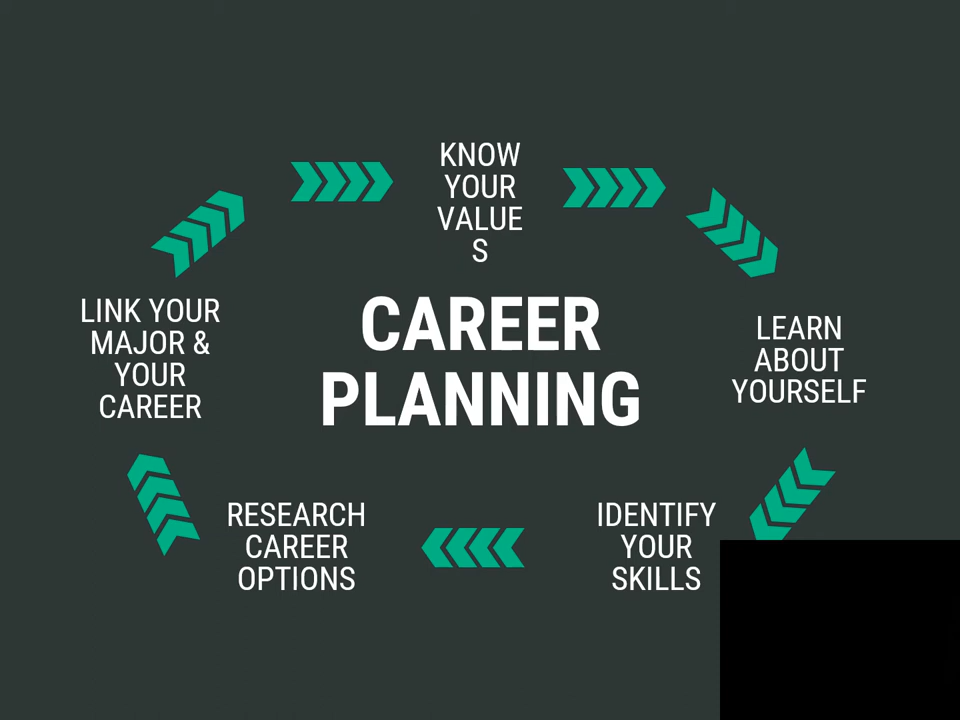 KNOW
YOUR
VALUE
S
CAREER
PLANNING
LEARN
ABOUT
YOURSELF
IDENTIFY
YOUR
SKILLS
RESEARCH
CAREER
OPTIONS
LINK YOUR
MAJOR &
YOUR
CAREER